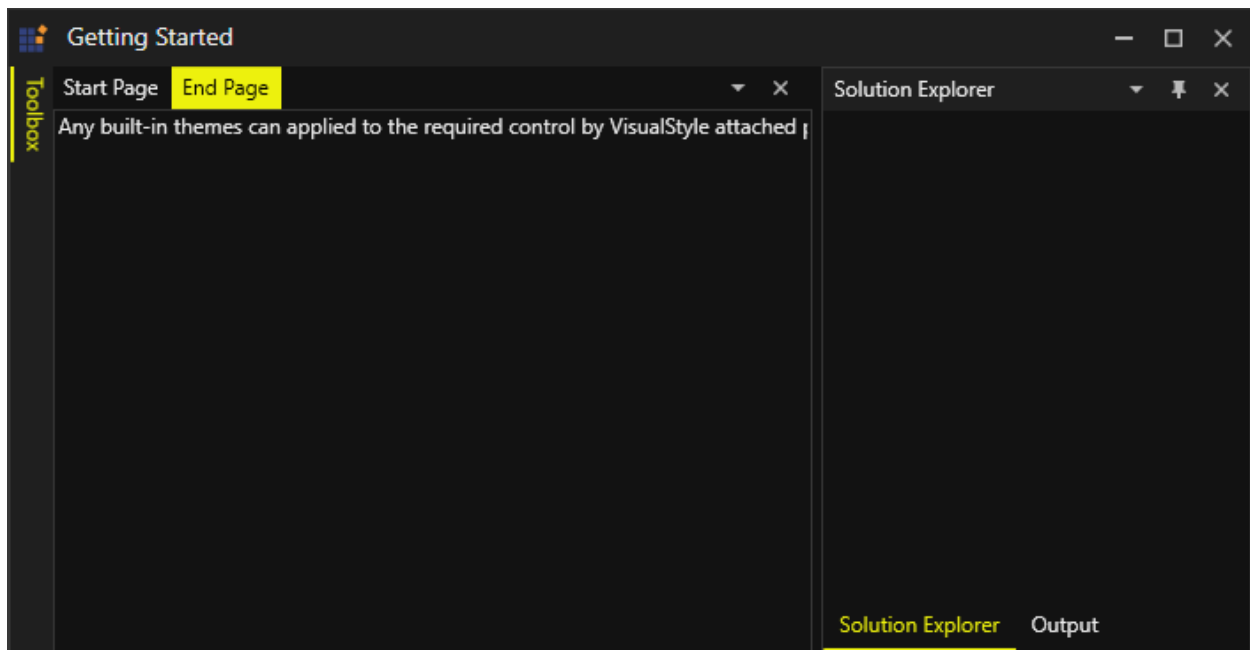 Getting Started
Toolbox
Start Page End Page
Solution Explorer
Any built-in themes can applied to the required control by VisualStyle attached
Solution Explorer Output